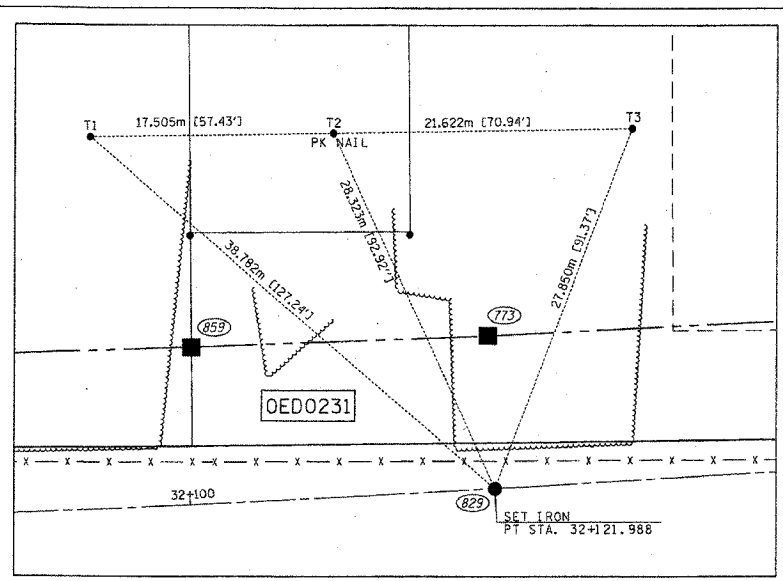 17.505m [57.43']
21.622m [70.94']
T1
T2
T3
PK NAIL
28.323m [92.92']
38.782m [127.24']
27.850m [91.37']
859
773
OEDO231
X X X X X X X X X X X X X X X X X X
32+100
829
SET IRON
PT STA. 32+121.988